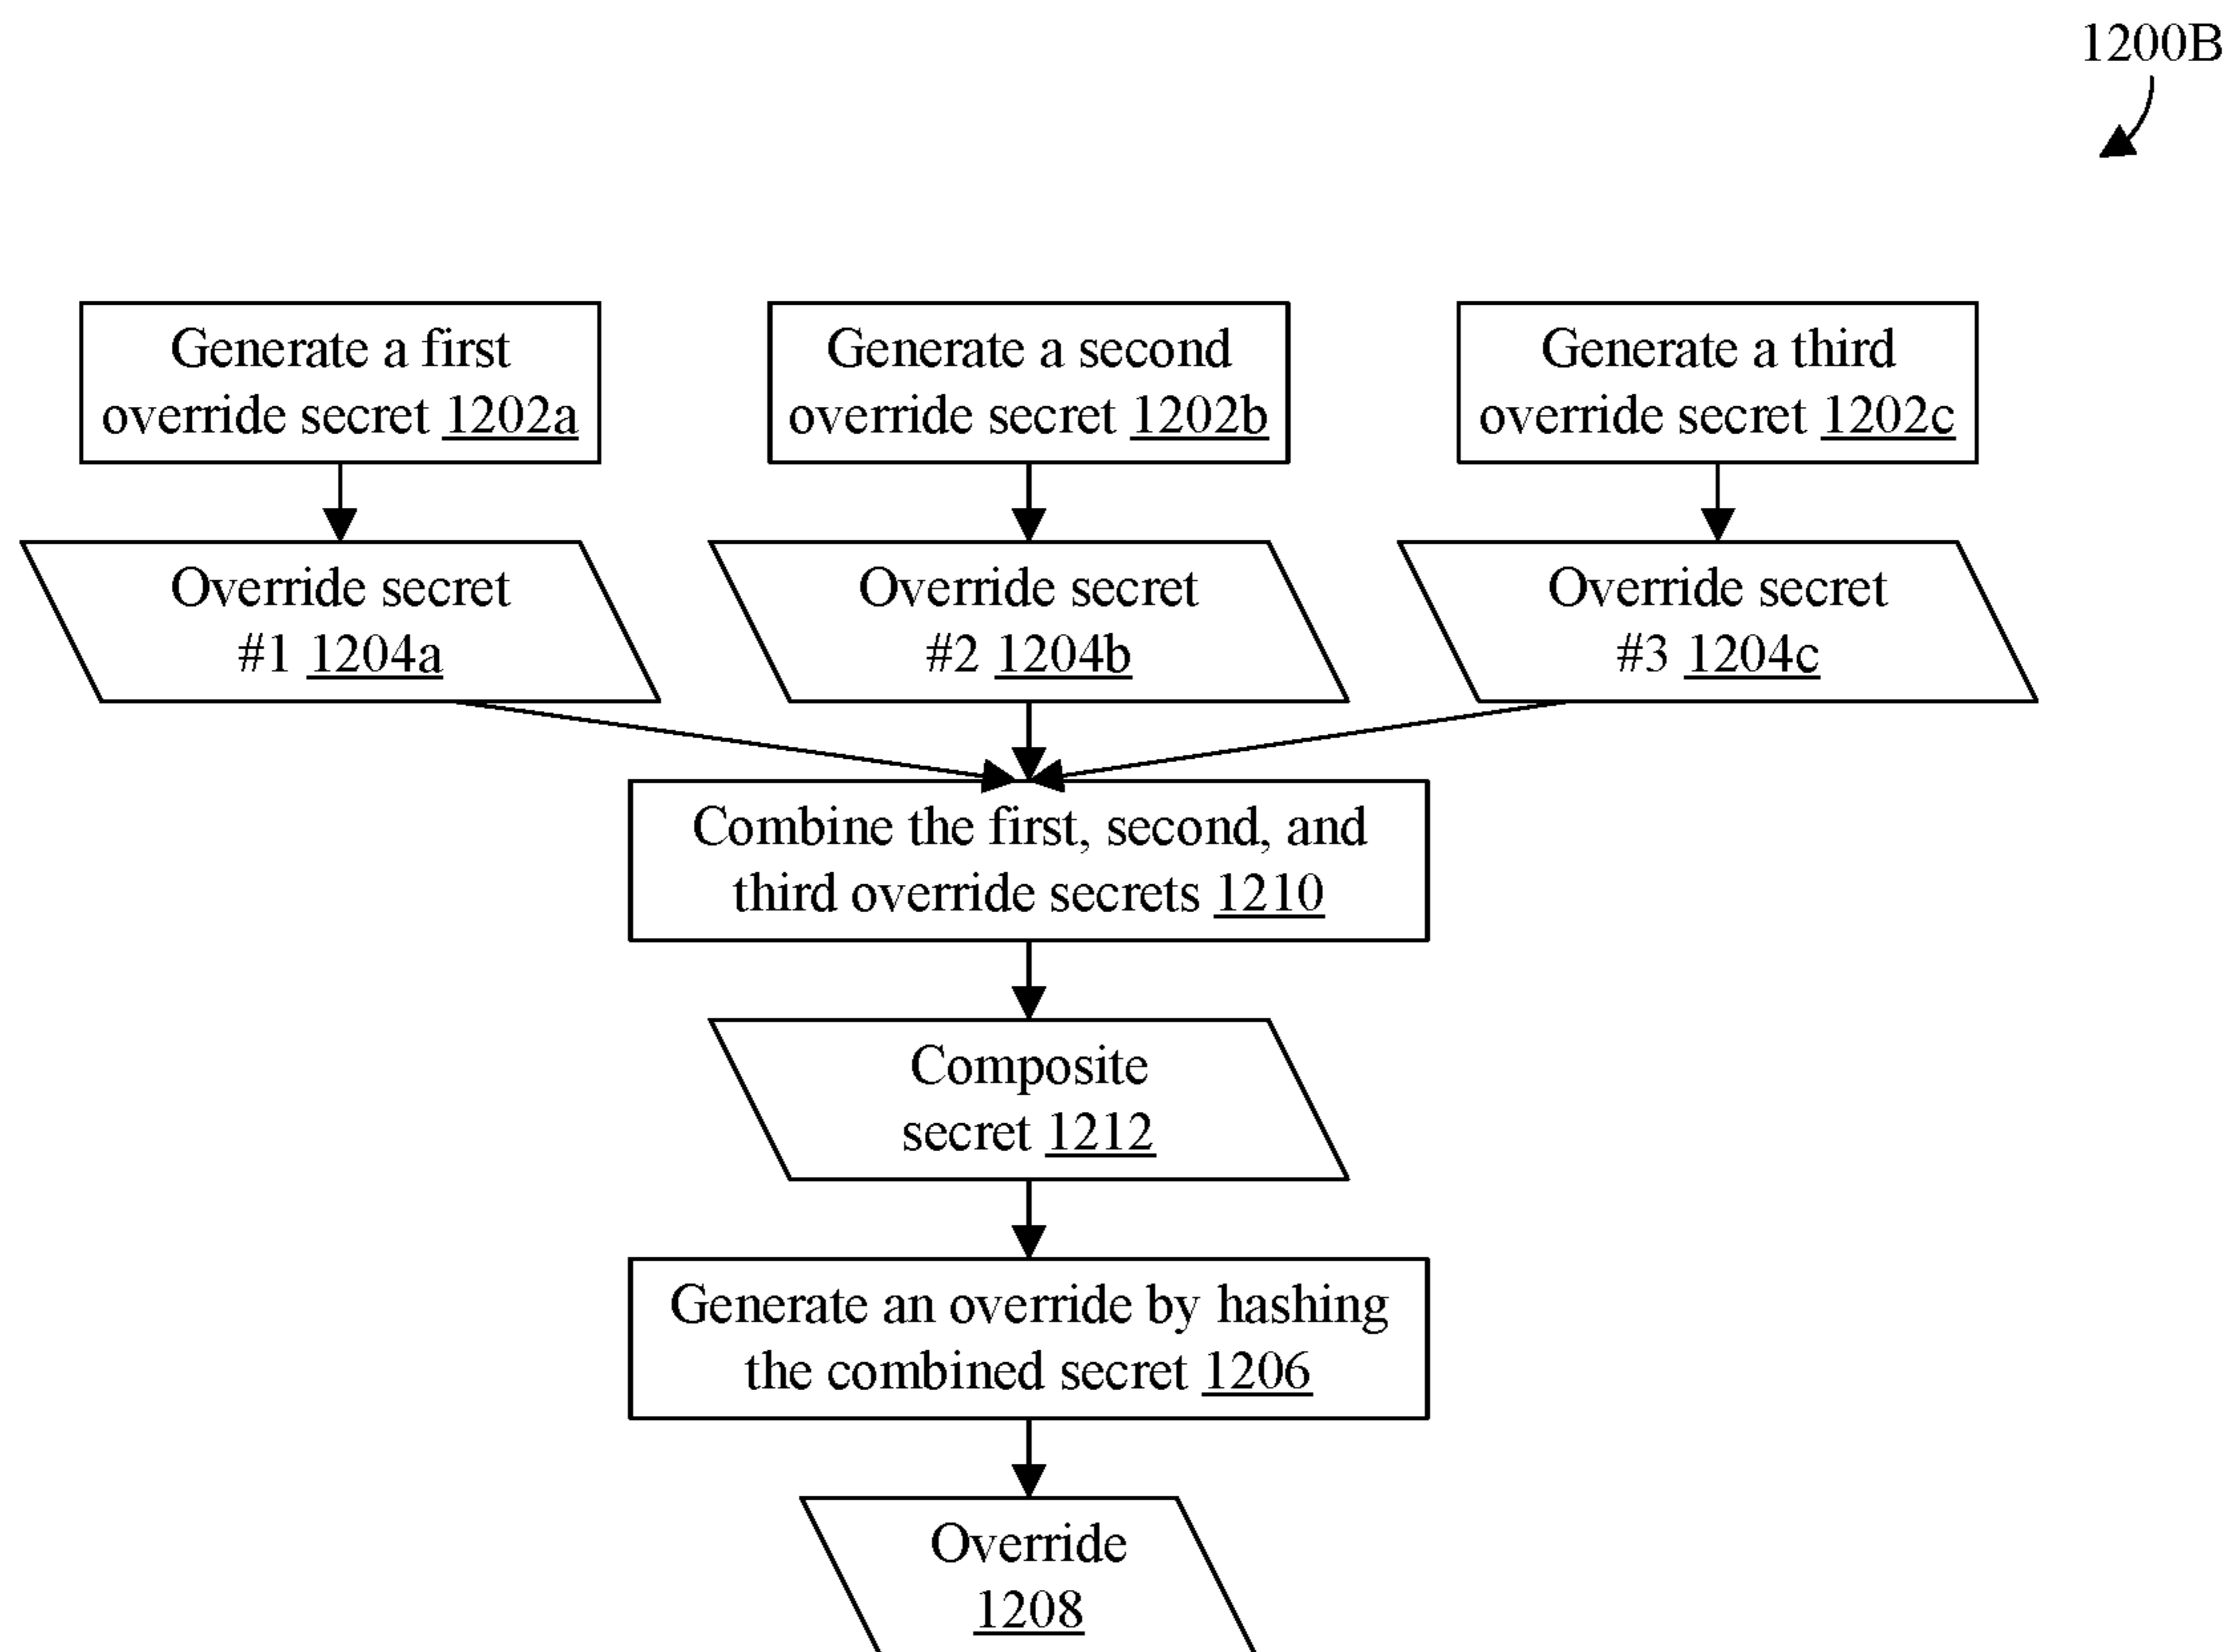 1200B
Generate a first
override secret 1202a
Generate a second
override secret 1202b
Generate a third
override secret 1202c
Override secret
#1 1204a
Override secret
#2 1204b
Override secret
#3 1204c
Combine the first, second, and
third override secrets 1210
Composite
secret 1212
Generate an override by hashing
the combined secret 1206
Override
1208